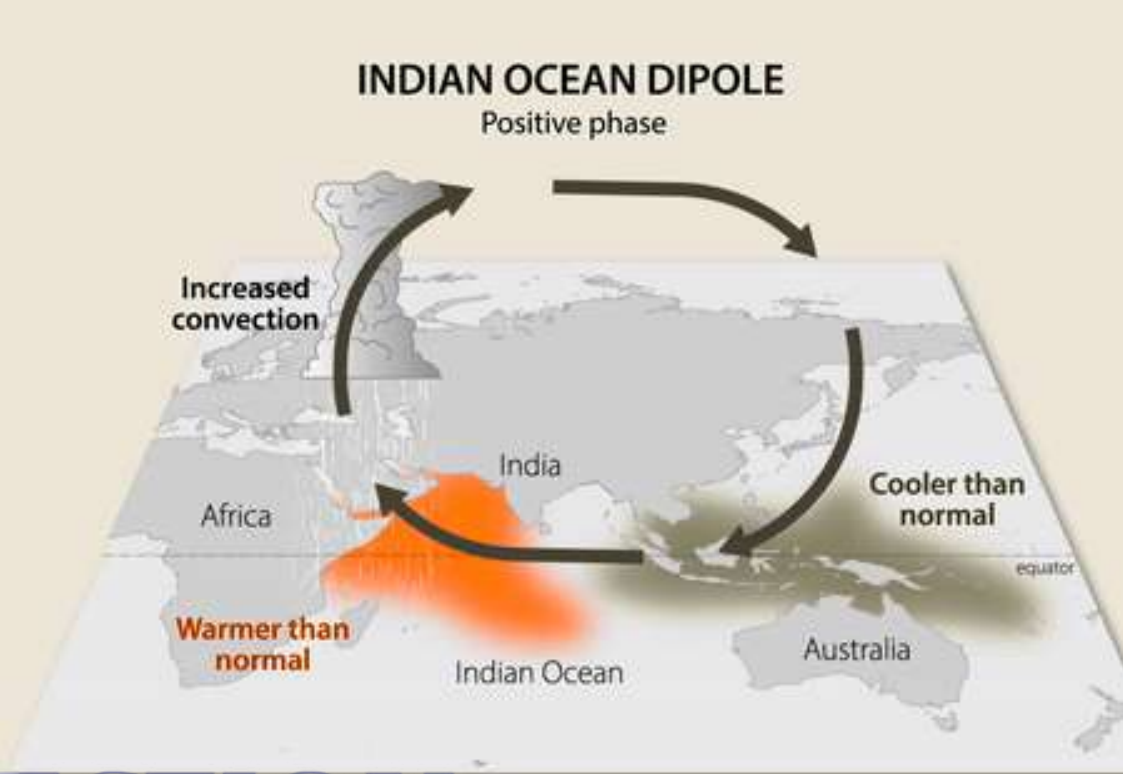 INDIAN OCEAN DIPOLE
Positive phase
Increased
convection
India
Africa
Cooler than
normal
equator
Warmer than
normal
Australia
Indian Ocean